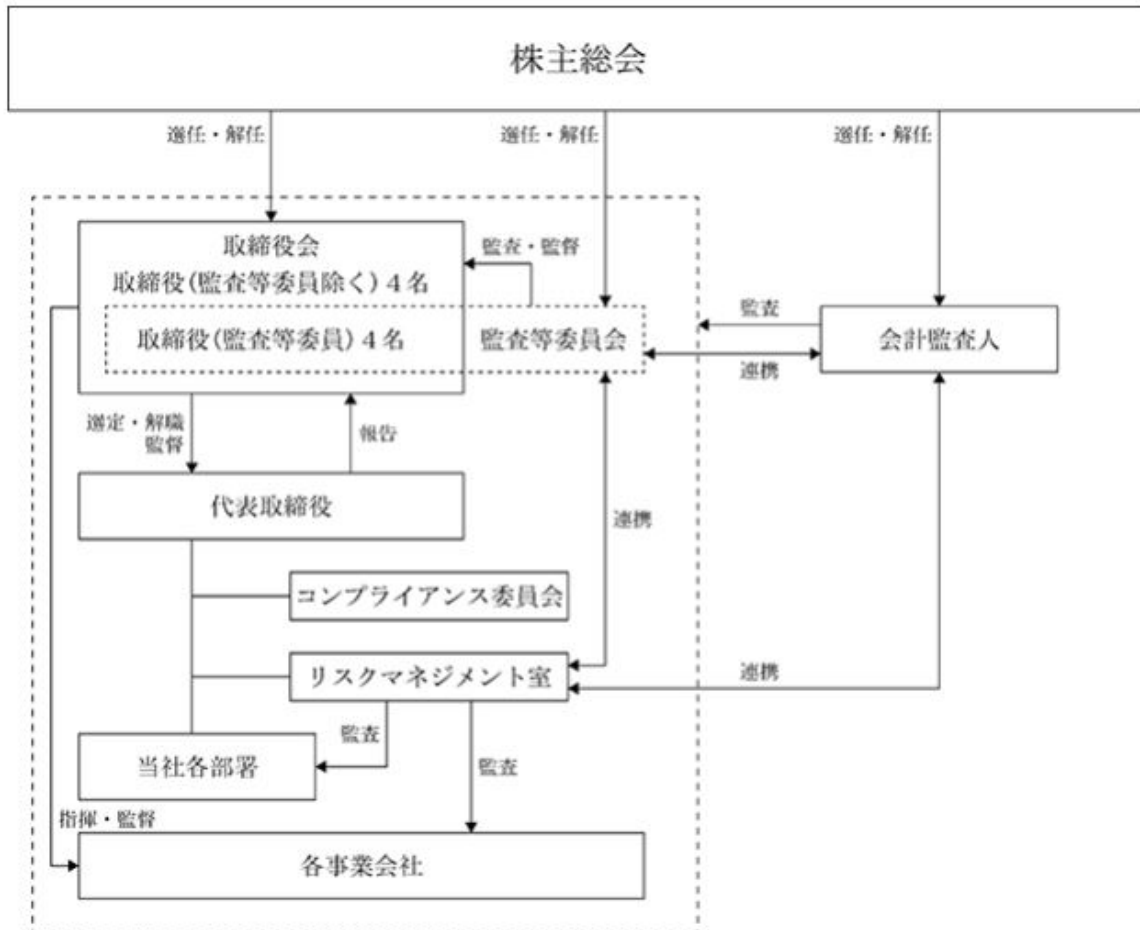 株主総会
選任・解任
選任・解任
選任・解任
取締役会
取締役(監査等委員除く)4名
監査・監督
取締役(監査等委員)4名
監査等委員会
監査
連携
会計監査人
選定・解職
監督
報告
代表取締役
連携
コンプライアンス委員会
リスクマネジメント室
連携
監査
監査
当社各部署
指揮・監督
各事業会社